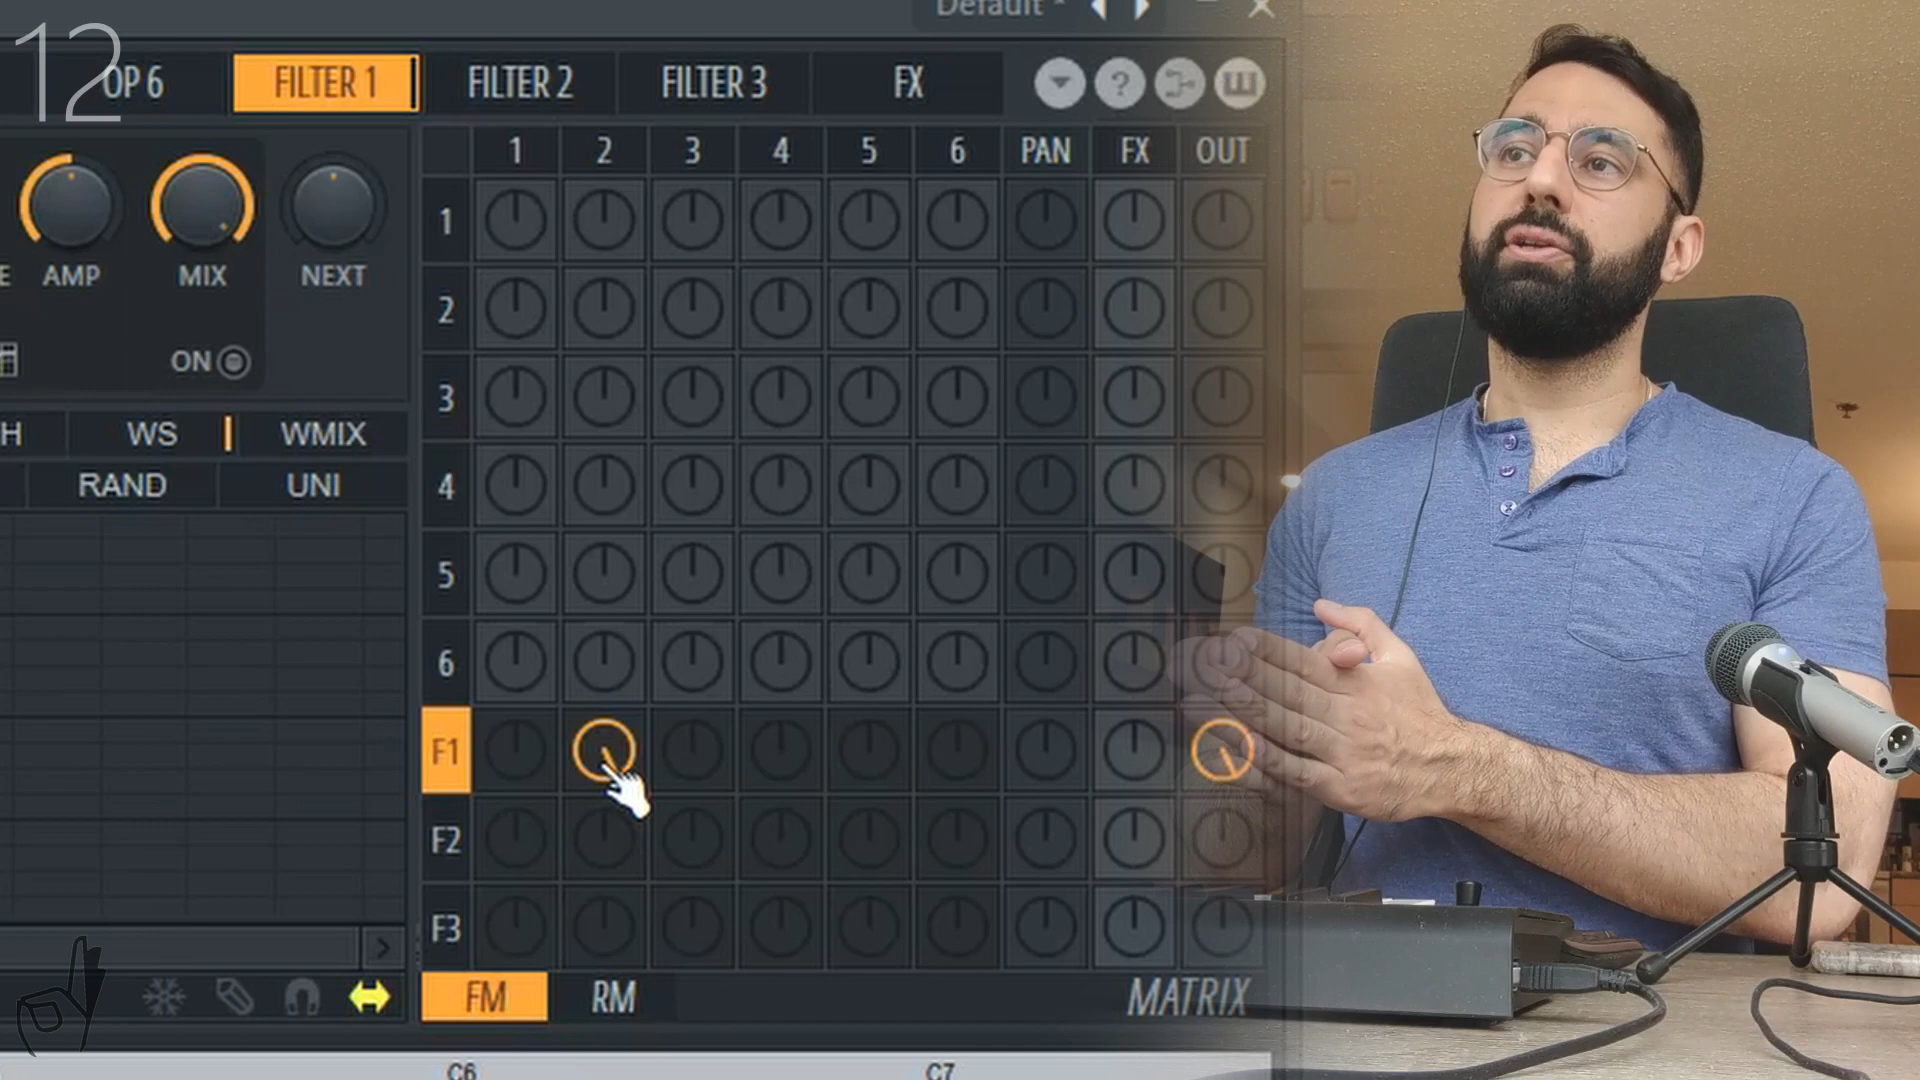 Default
12
OP 6 FILTER 1 FILTER 2 FILTER 3 FX ?
1 2 3 4 5 6 PAN FX OUT
E AMP MIX NEXT
ON
H WS WMIX
RAND UNI
1
2
3
4
5
6
F1
F2
F3
FM RM MATRIX
C6 C7